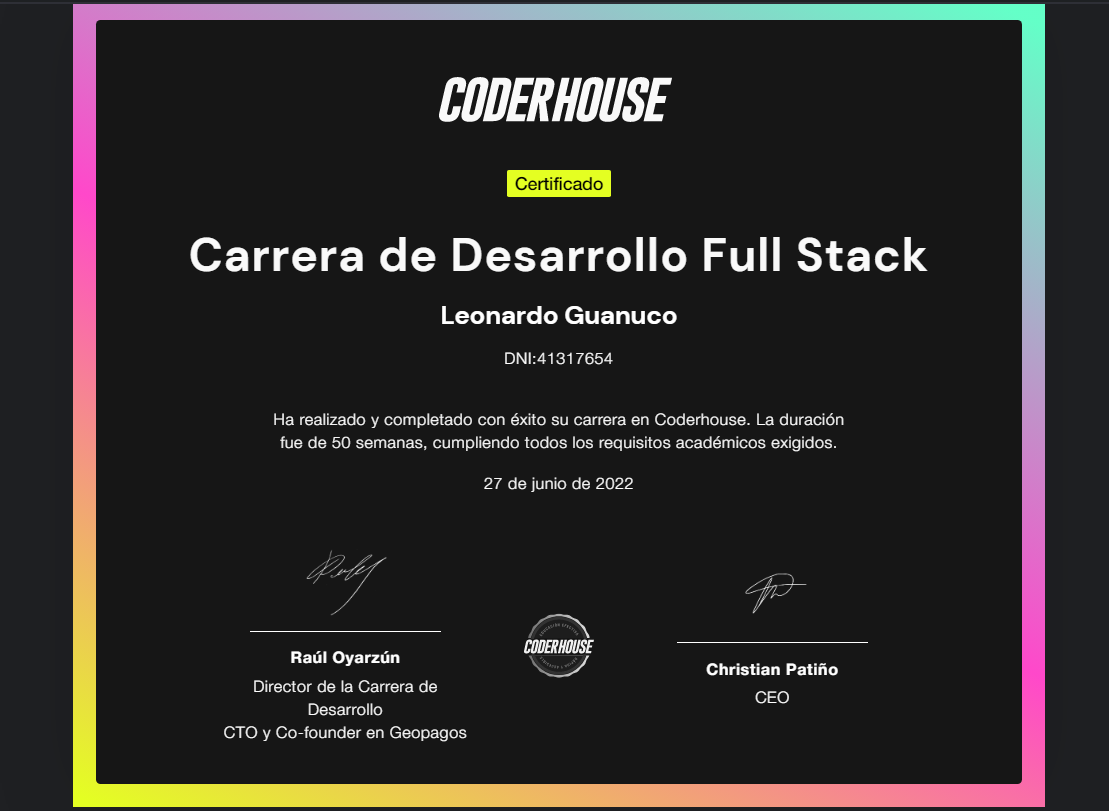 CODERHOUSE
Certificado
Carrera de Desarrollo Full Stack
Leonardo Guanuco
DNI:41317654
Ha realizado y completado con éxito su carrera en Coderhouse. La duración
fue de 50 semanas, cumpliendo todos los requisitos académicos exigidos.
27 de junio de 2022
CODERHOUSE
Raúl Oyarzún
Director de la Carrera de
Desarrollo
CTO y Co-founder en Geopagos
Christian Patiño
CEO